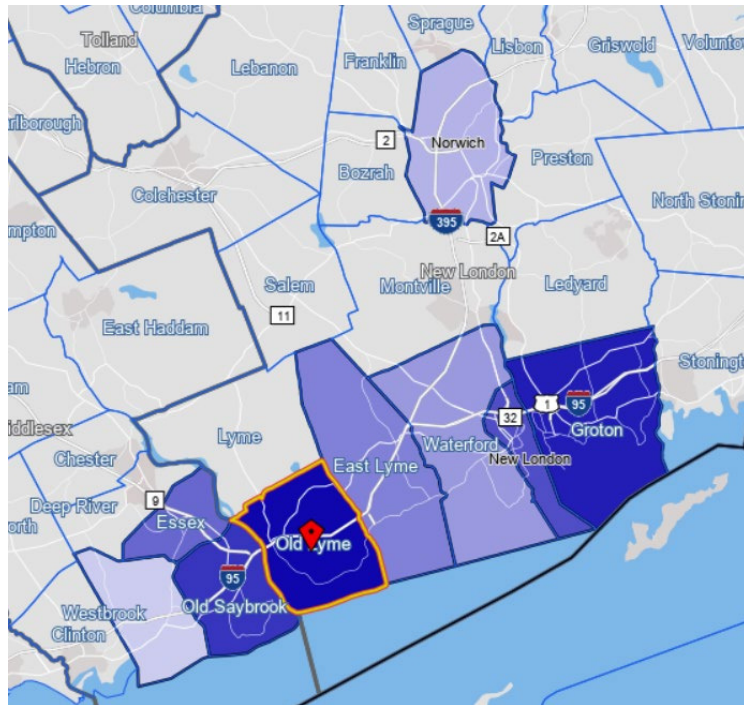 Columbia
Sprague
Tolland
Franklin
Lisbon
Griswold
Hebron
Lebanon
2
Norwich
Bozrah
Preston
Colchester
North Stonin
395
2A
New London
Salem
Montville
Ledyard
11
East Haddam
Stonington
1
95
32
Groton
Lyme
Waterford
Chester
East Lyme
New London
9
Deep River
Essex
Old Lyme
95
Old Saybrook
Westbrook
Clinton